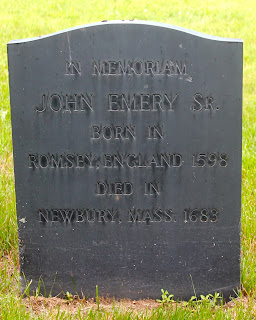 IN MEMORIAM
JOHN EMERY SR.
BORN IN
ROMSEY, ENGLAND 1598
DIED IN
NEWBURY, MASS. 1683